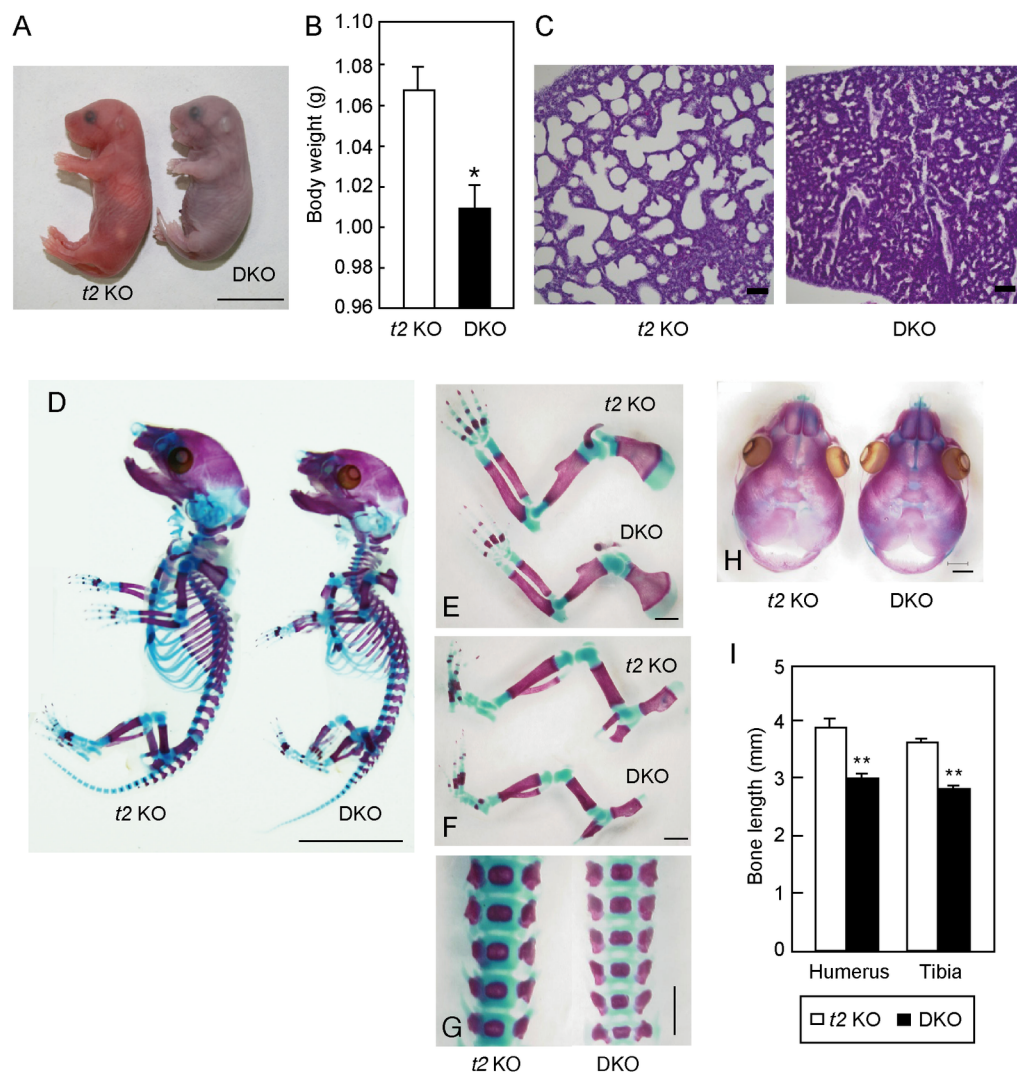 A
t2 KO
DKO
B
Body weight (g)
1.10
1.08
1.06
1.04
1.02
1.00
0.98
0.96
*
t2 KO
DKO
C
t2 KO
DKO
D
t2 KO
DKO
t2 KO
DKO
E
t2 KO
DKO
F
G
t2 KO
DKO
H
t2 KO
DKO
I
Bone length (mm)
5
4
3
2
1
0
**
**
Humerus
Tibia
t2 KO
DKO